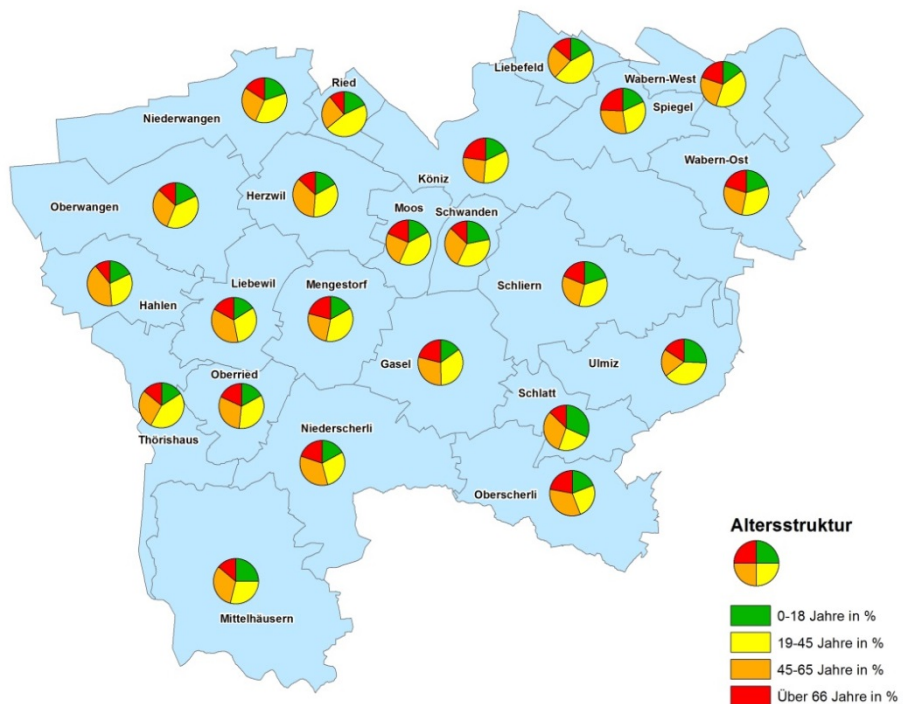 Liebefeld
Wabern-West
Ried
Spiegel
Niederwangen
Wabern-Ost
Köniz
Herzwil
Oberwangen
Moos
Schwanden
Liebewil
Mengestorf
Schliern
Hahlen
Gasel
Ulmiz
Oberried
Schlatt
Niederscherli
Thörishaus
Oberscherli
Mittelhäusern
Altersstruktur
0-18 Jahre in %
19-45 Jahre in %
45-65 Jahre in %
Über 66 Jahre in %